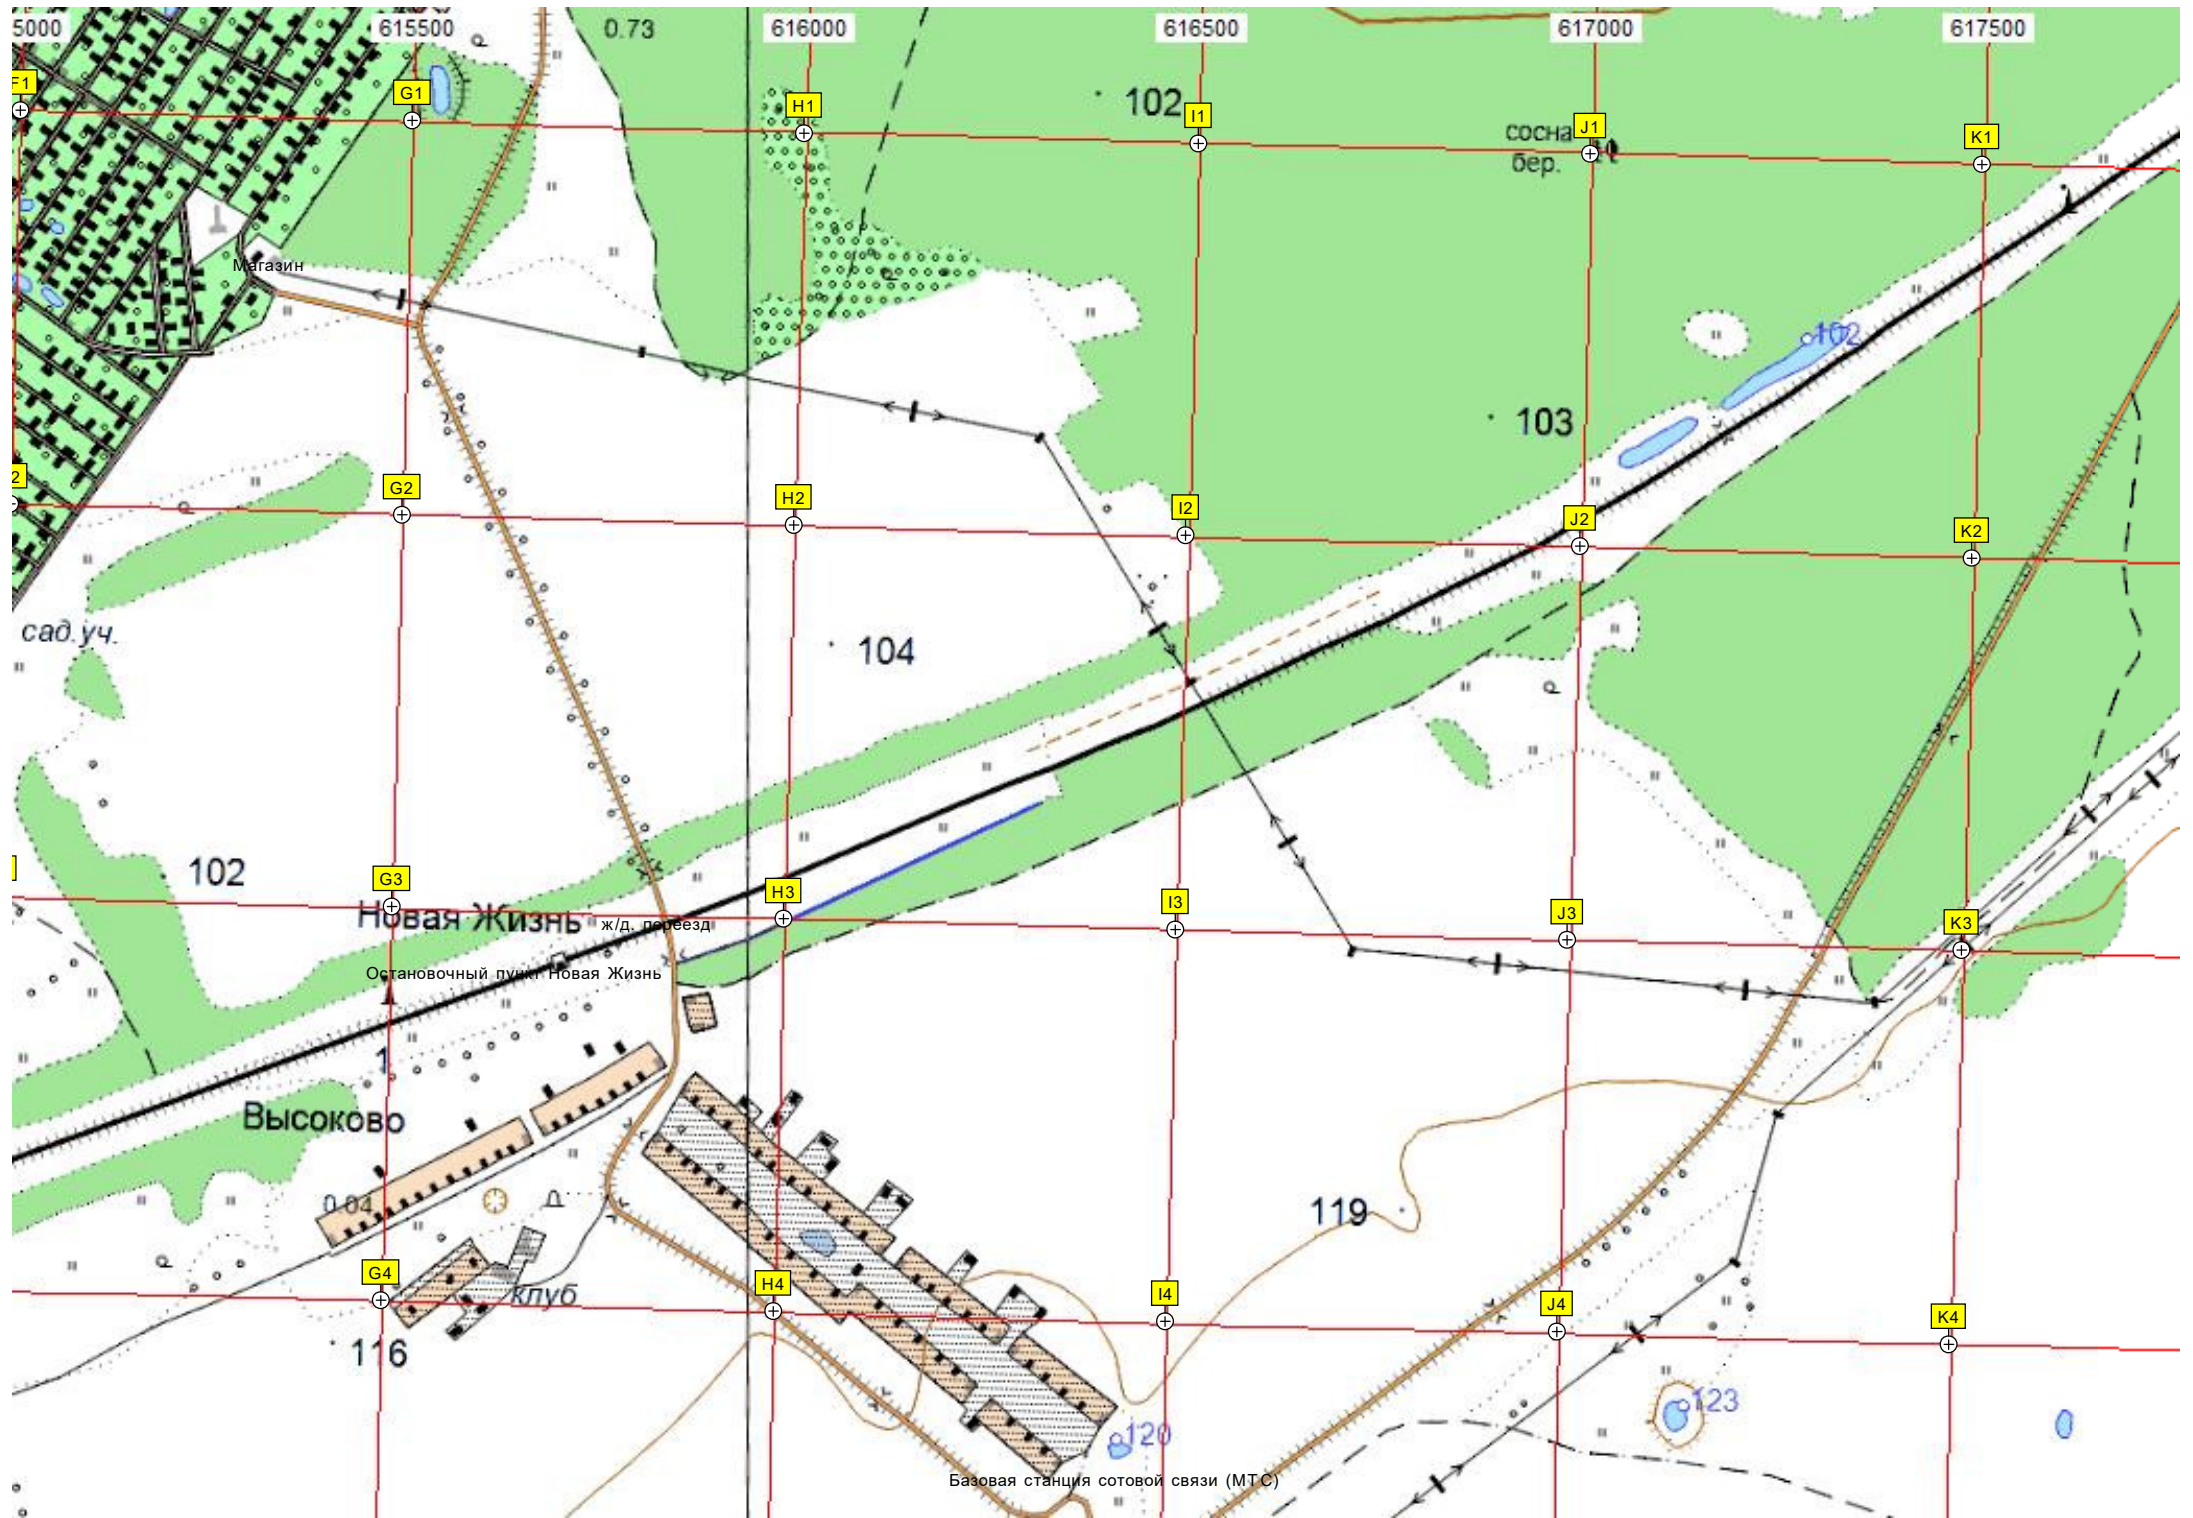 5000 615500 616000 616500 617000 617500
0.73
F1 G1 H1 I1 J1 K1
102
сосна
бер.
Магазин
102
103
2 G2 H2 I2 J2 K2
сад.уч.
104
102
G3 H3 I3 J3 K3
Новая Жизнь
ж/д. переезд
Остановочный пункт Новая Жизнь
1
Высоково
0.04
119
G4 H4 I4 J4 K4
клуб
116
123
120
Базовая станция сотовой связи (МТС)